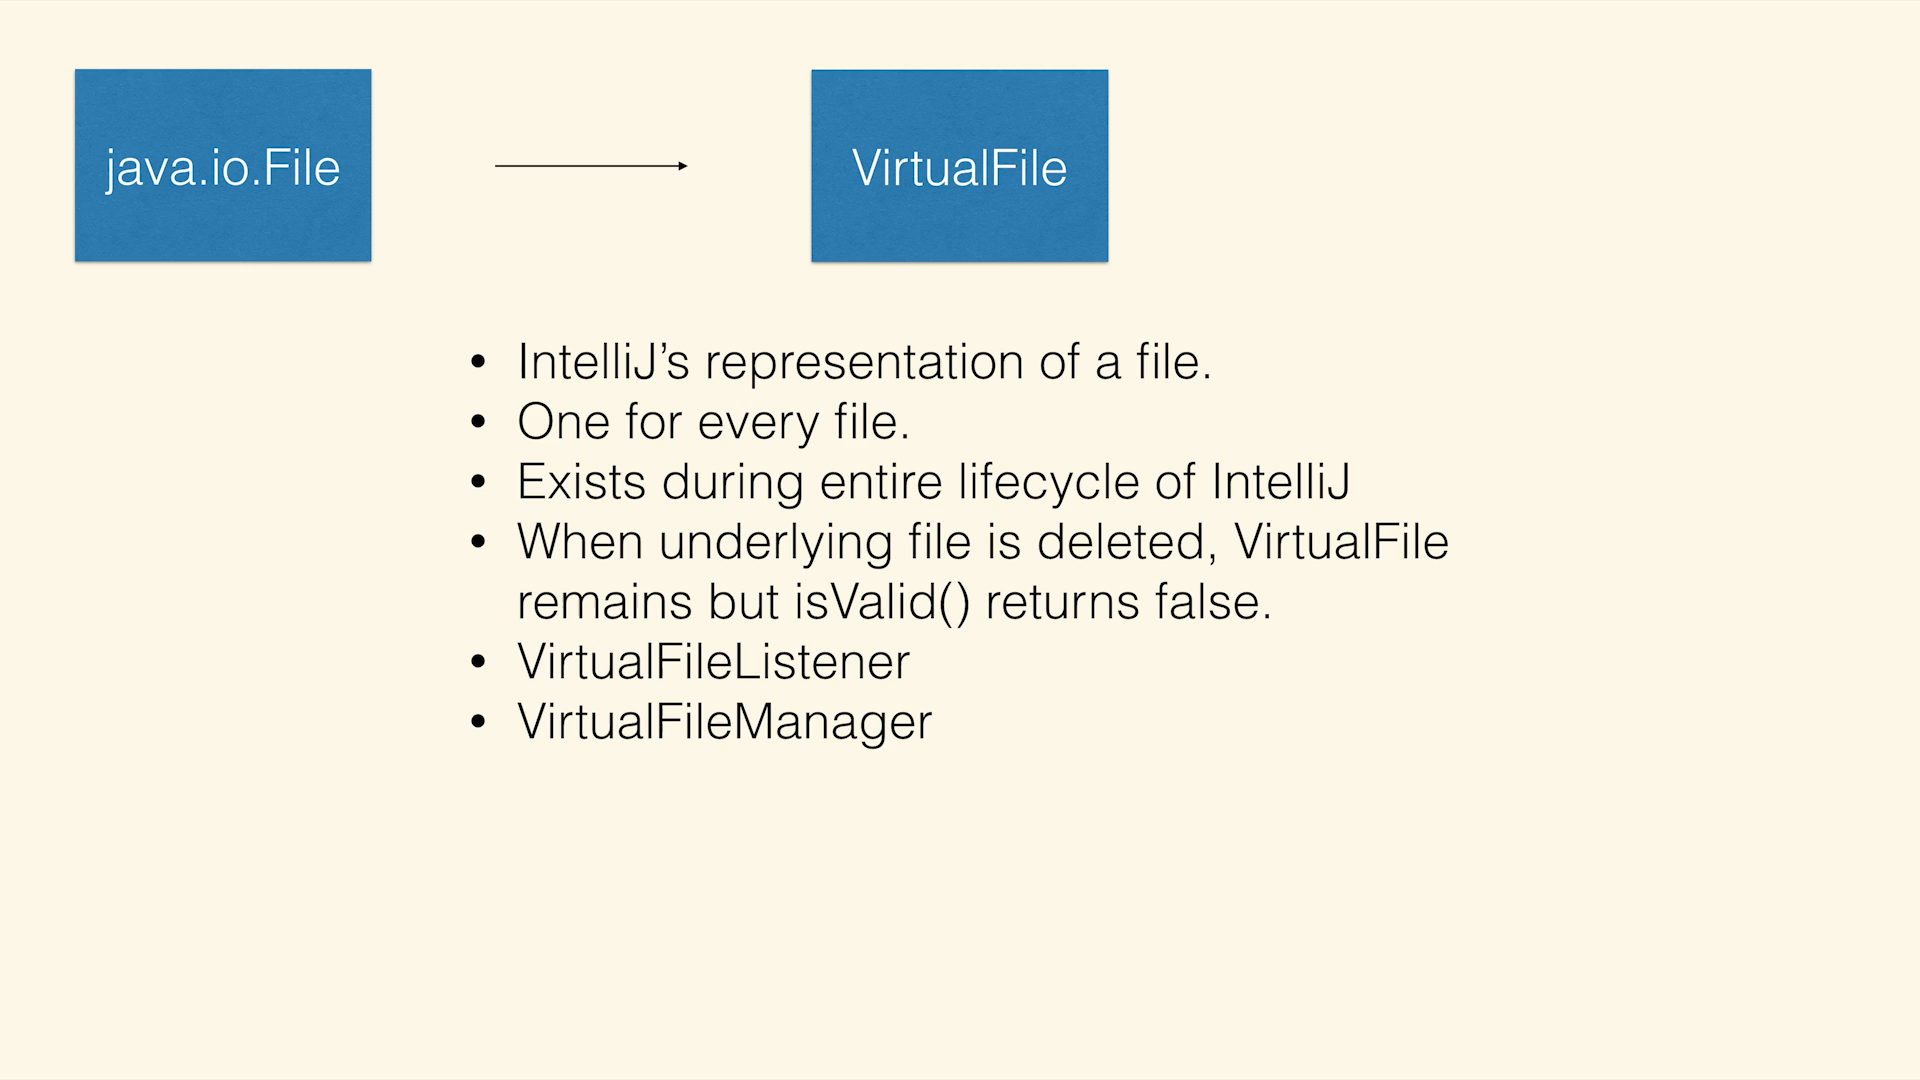 java.io.File
VirtualFile
• IntelliJ’s representation of a file.
• One for every file.
• Exists during entire lifecycle of IntelliJ
• When underlying file is deleted, VirtualFile
remains but isValid() returns false.
• VirtualFileListener
• VirtualFileManager